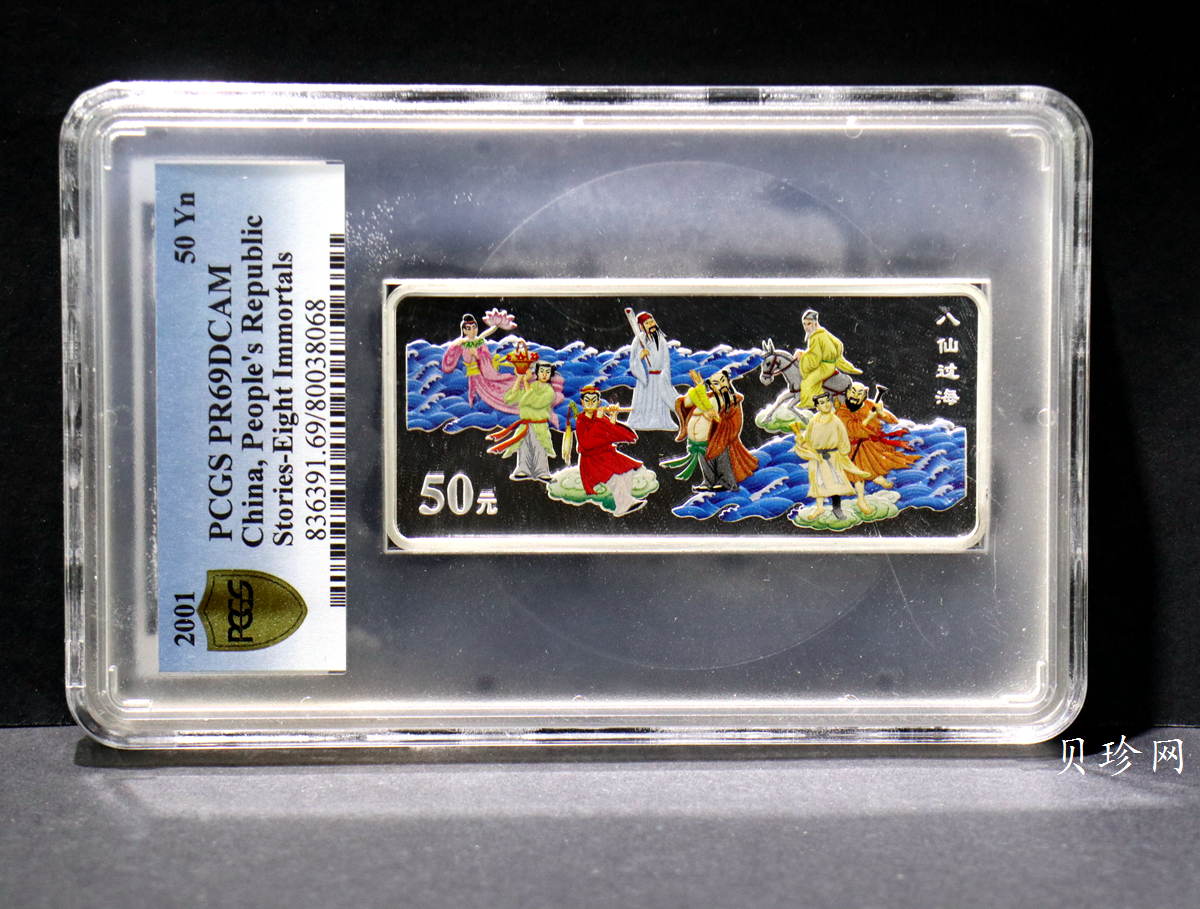 2001 50 Yn
PCGS PR69DCAM
China, People's Republic
Stories-Eight Immortals
836391.69/80038068
PCGS
八仙过海
50元
贝珍网